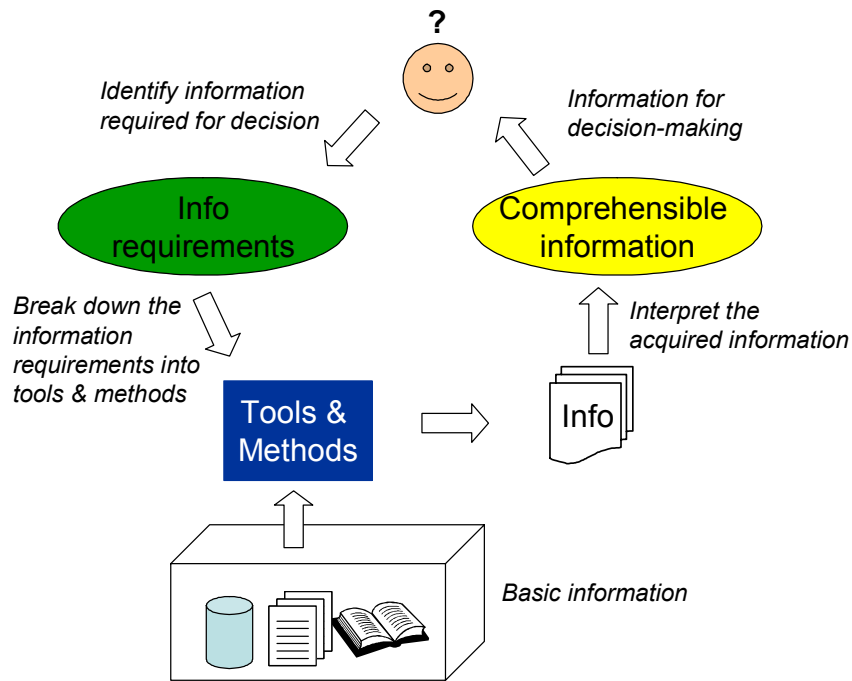 ?
Identify information
required for decision
Information for
decision-making
Info
requirements
Comprehensible
information
Break down the
information
requirements into
tools & methods
Interpret the
acquired information
Tools &
Methods
Info
Basic information